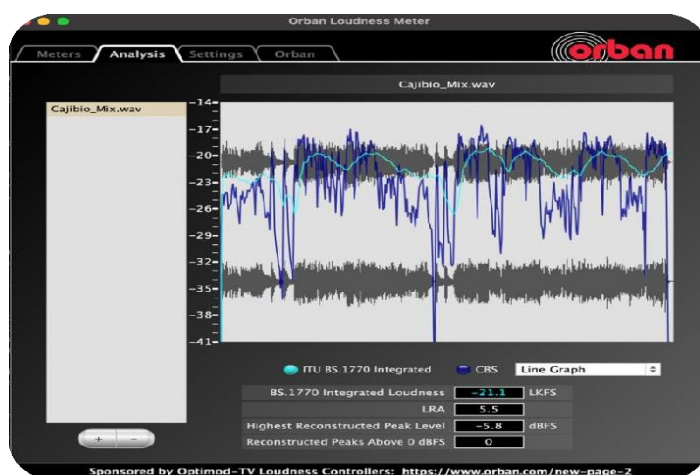 Orban Loudness Meter
Meters Analysis Settings Orban
orban
Cajibio_Mix.wav
Cajibio_Mix.wav
-14
-17
-20
-23
-26
-29
-32
-35
-38
-41
ITU BS.1770 Integrated CBS Line Graph
BS.1770 Integrated Loudness -21.1 LKFS
LRA 5.5
Highest Reconstructed Peak Level -5.8 dBFS
Reconstructed Peaks Above 0 dBFS 0
+ -
Sponsored by Optimod-TV Loudness Controllers: https://www.orban.com/new-page-2